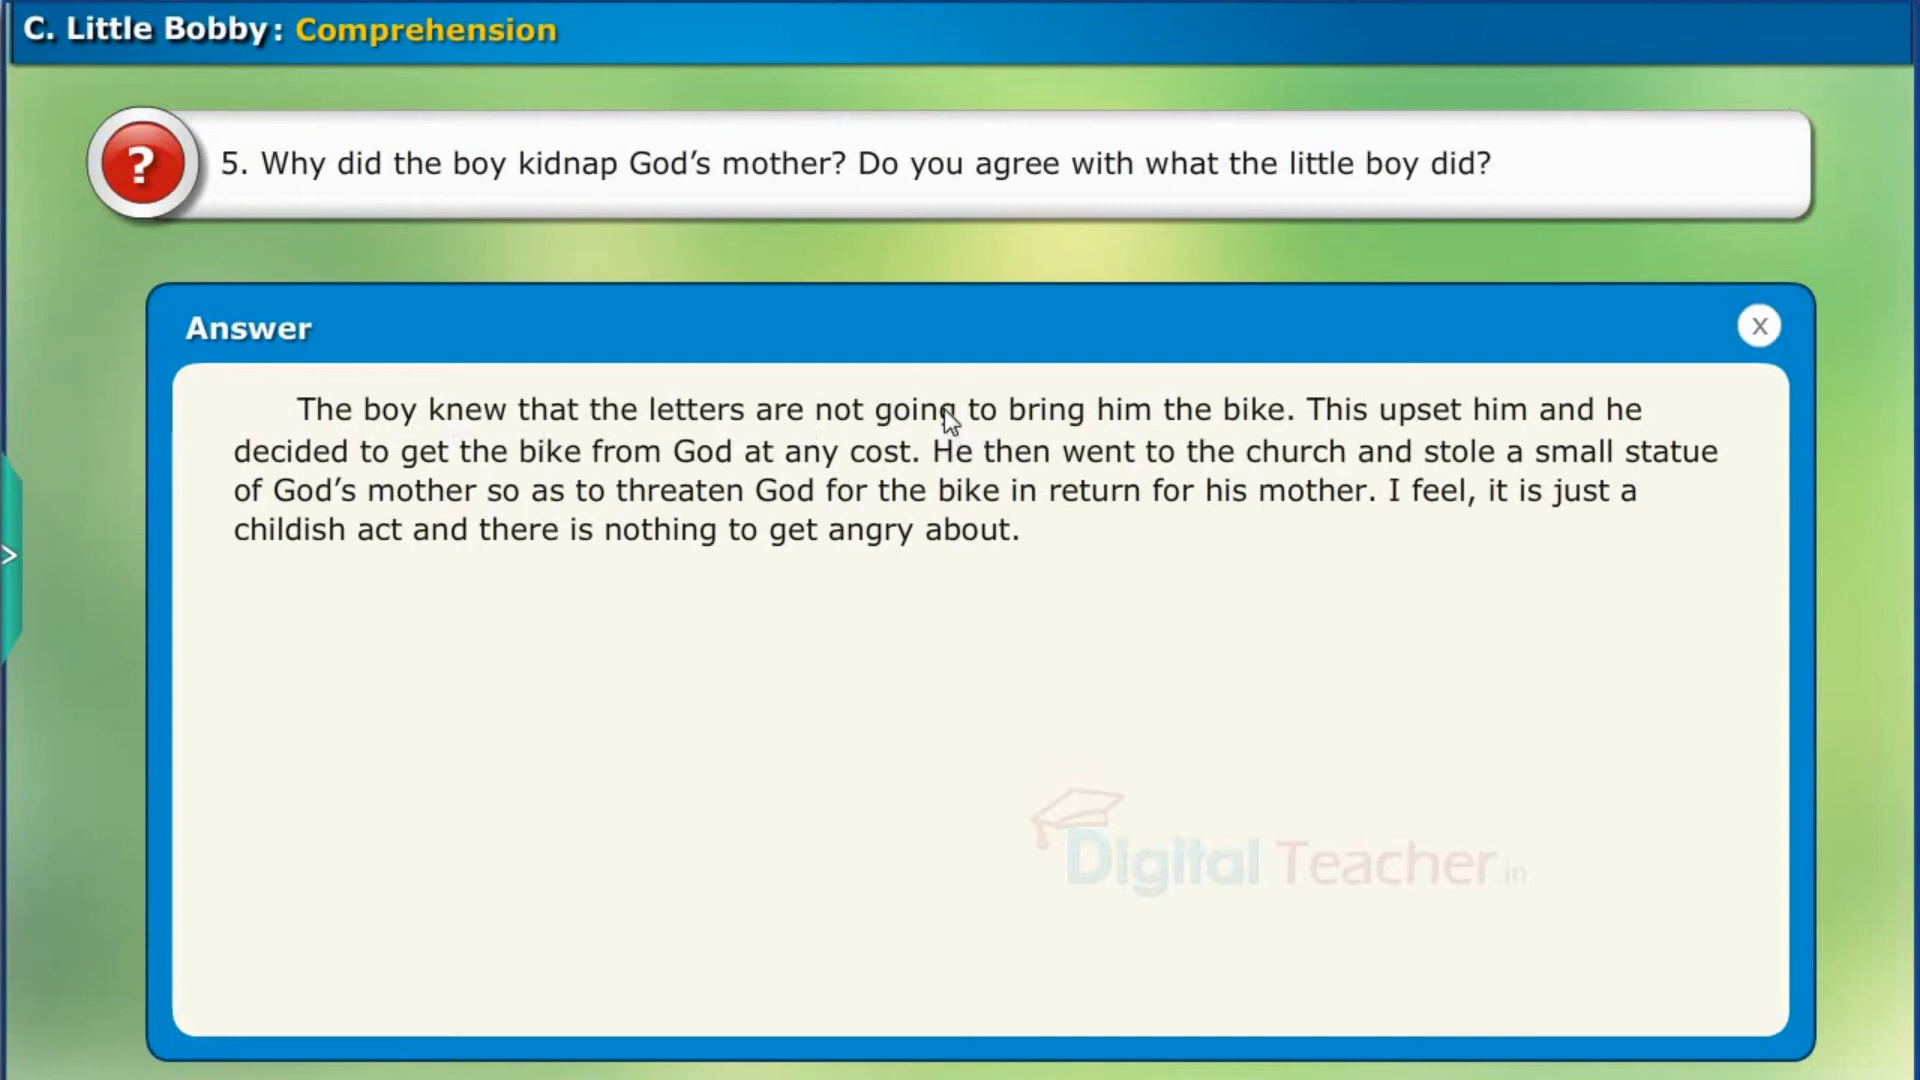 C. Little Bobby: Comprehension
?
5. Why did the boy kidnap God's mother? Do you agree with what the little boy did?
Answer
X
The boy knew that the letters are not going to bring him the bike. This upset him and he
decided to get the bike from God at any cost. He then went to the church and stole a small statue
of God's mother so as to threaten God for the bike in return for his mother. I feel, it is just a
childish act and there is nothing to get angry about.
>
Digital Teacher.in